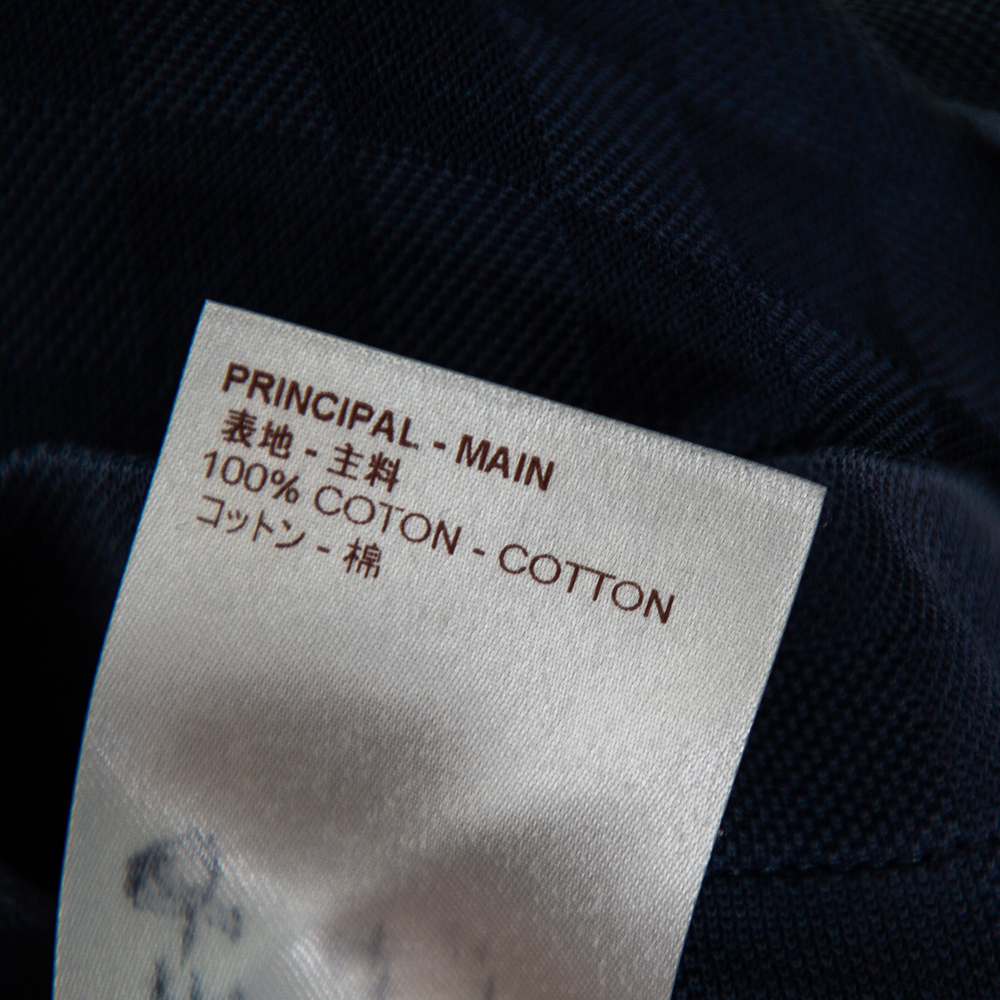 PRINCIPAL - MAIN
表地 - 主料
100% COTON - COTTON
コットン - 棉